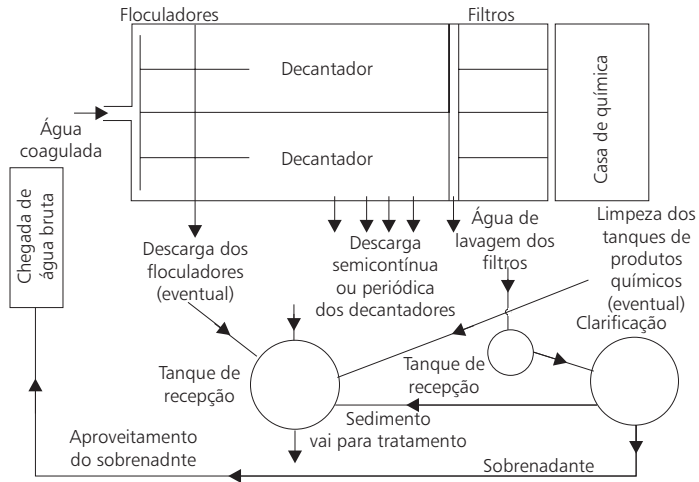 Floculadores
Filtros
Decantador
Casa de química
Água
coagulada
Decantador
Chegada de
água bruta
Descarga dos
floculadores
(eventual)
Descarga
semicontínua
ou periódica
dos decantadores
Água de
lavagem dos
filtros
Limpeza dos
tanques de
produtos
químicos
(eventual)
Clarificação
Tanque de
recepção
Tanque de
recepção
Sedimento
vai para tratamento
Aproveitamento
do sobrenadnte
Sobrenadante